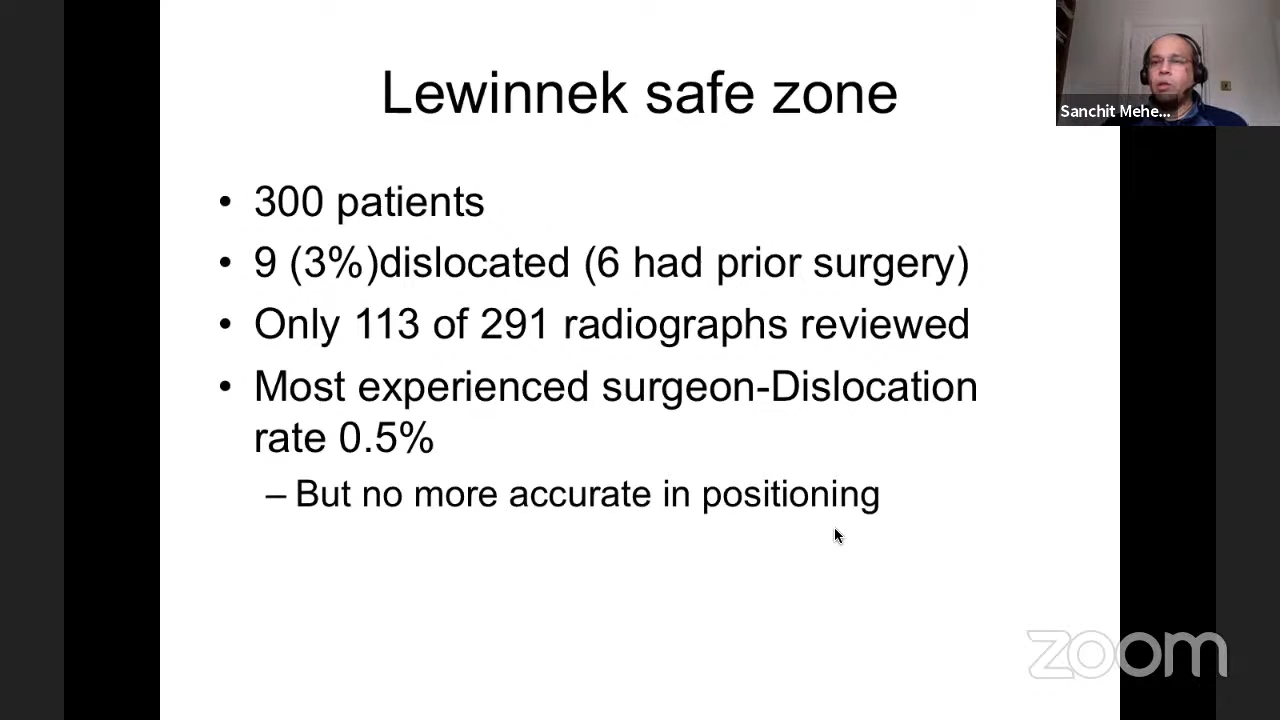 Lewinnek safe zone
Sanchit Mehe...
• 300 patients
• 9 (3%)dislocated (6 had prior surgery)
• Only 113 of 291 radiographs reviewed
• Most experienced surgeon-Dislocation
rate 0.5%
– But no more accurate in positioning
zoom